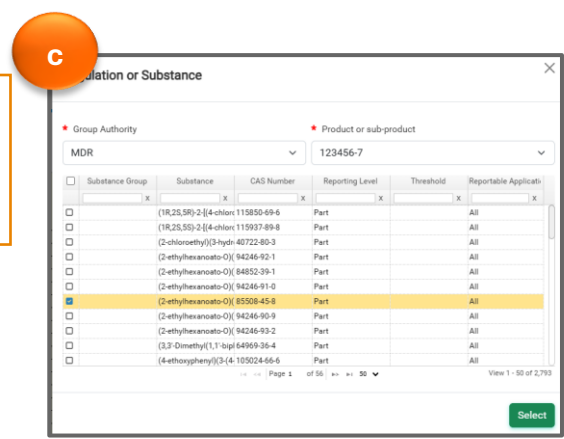 C
ulation or Substance
* Group Authority * Product or sub-product
MDR 123456-7
Substance Group Substance CAS Number Reporting Level Threshold Reportable Applicati
x x x x x x
(1R,2S,5R)-2-[(4-chlorc 115850-69-6 Part All
(1R,2S,5S)-2-[(4-chlorc 115937-89-8 Part All
(2-chloroethyl)(3-hydr 40722-80-3 Part All
(2-ethylhexanoato-O)( 94246-92-1 Part All
(2-ethylhexanoato-O)( 84852-39-1 Part All
(2-ethylhexanoato-O)( 94246-91-0 Part All
(2-ethylhexanoato-O)( 85508-45-8 Part All
(2-ethylhexanoato-O)( 94246-90-9 Part All
(2-ethylhexanoato-O)( 94246-93-2 Part All
(3,3'-Dimethyl(1,1'-bipl 64969-36-4 Part All
(4-ethoxyphenyl)(3-(4- 105024-66-6 Part All
Page 1 of 56 50 View 1 - 50 of 2,793
Select